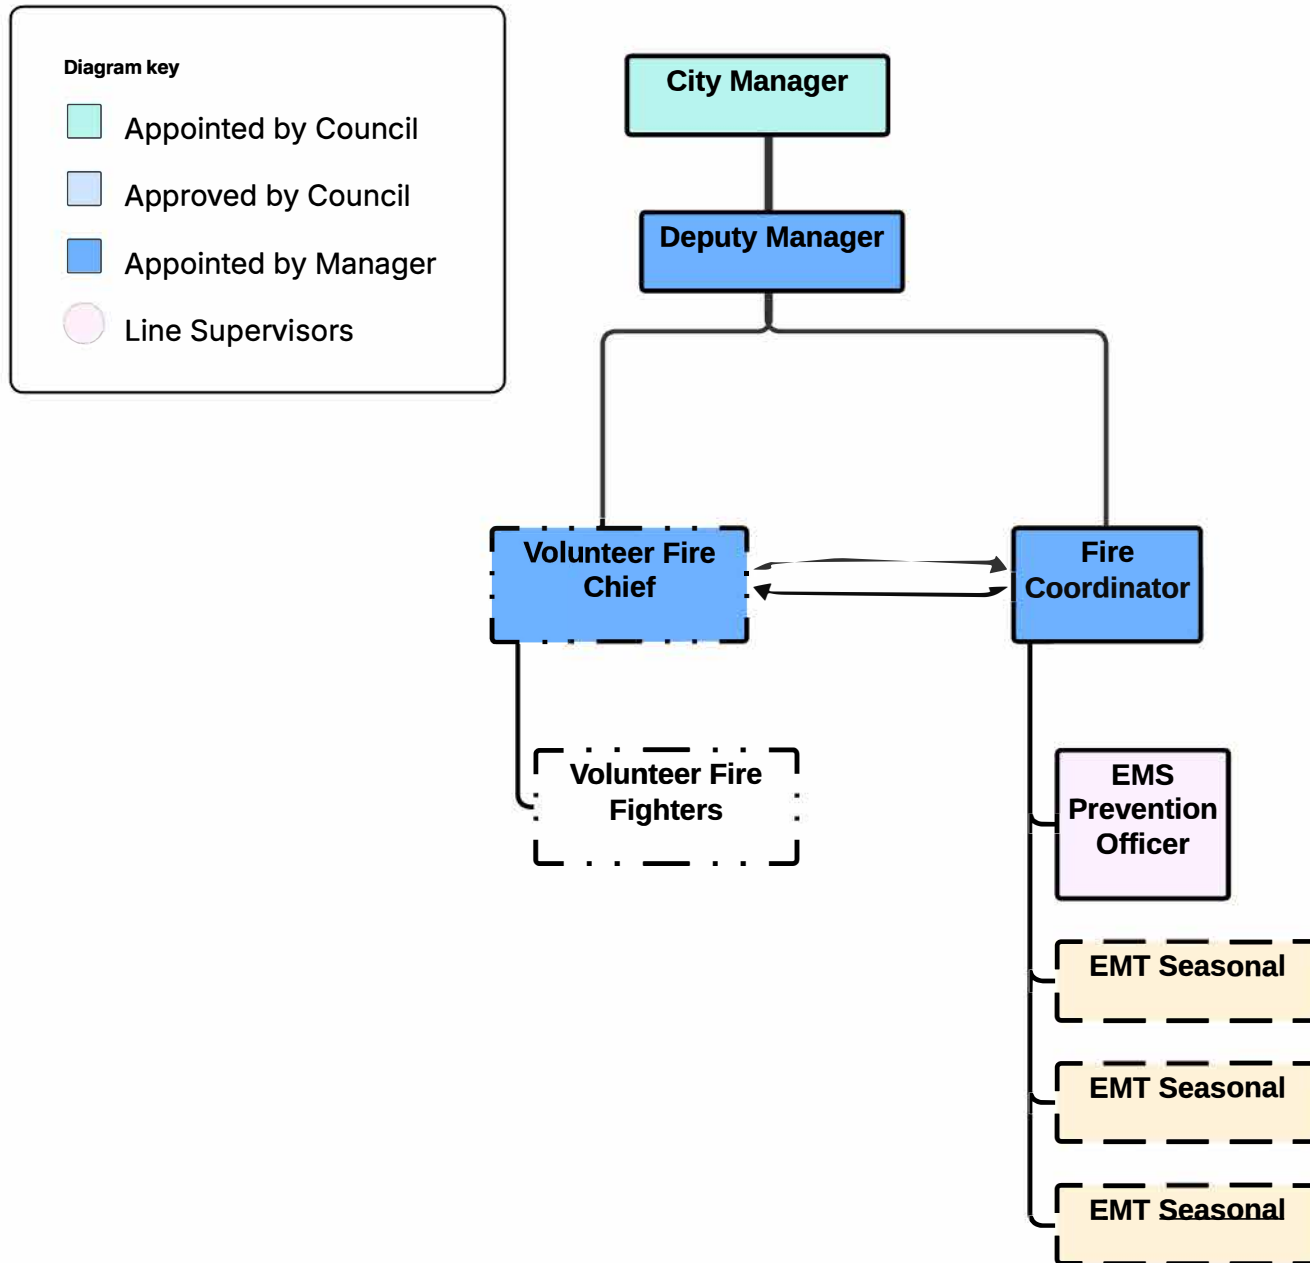 Diagram key
Appointed by Council
Approved by Council
Appointed by Manager
Line Supervisors
City Manager
Deputy Manager
Volunteer Fire
Chief
Fire
Coordinator
Volunteer Fire
Fighters
EMS
Prevention
Officer
EMT Seasonal
EMT Seasonal
EMT Seasonal